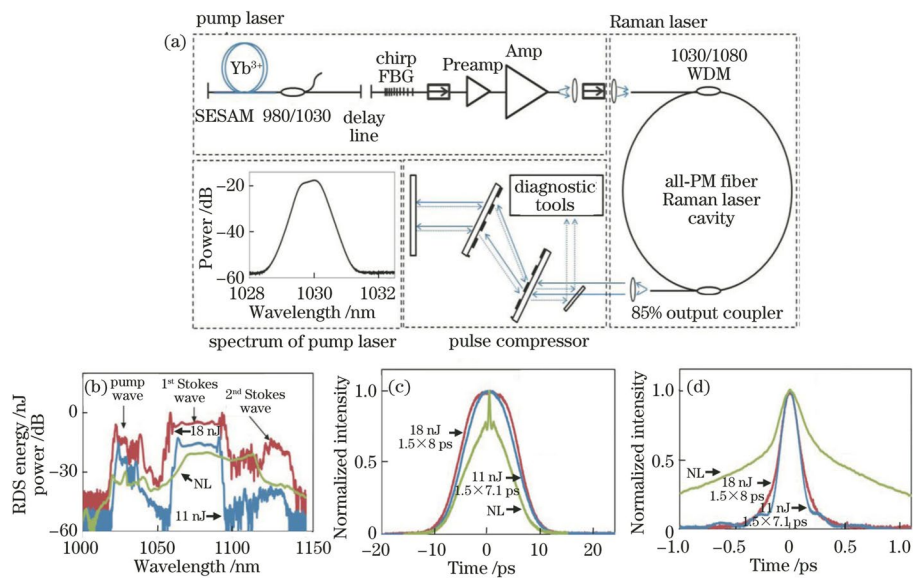 pump laser
Raman laser
(a)
Yb³⁺
chirp
FBG
Preamp
Amp
1030/1080
WDM
SESAM 980/1030
delay
line
all-PM fiber
Raman laser
cavity
diagnostic
tools
Power /dB
−20
−40
−60
1028 1030 1032
Wavelength /nm
85% output coupler
spectrum of pump laser
pulse compressor
(b)
pump
wave
1st Stokes
wave
2nd Stokes
wave
18 nJ
NL
11 nJ
RDS energy /nJ
power /dB
0
−30
−60
1000 1050 1100 1150
Wavelength /nm
(c)
Normalized intensity
1.0
0.5
0
18 nJ
1.5×8 ps
11 nJ
1.5×7.1 ps
NL
−20 −10 0 10 20
Time /ps
(d)
Normalized intensity
1.0
0.5
0
NL
18 nJ
1.5×8 ps
11 nJ
1.5×7.1 ps
−1.0 −0.5 0 0.5 1.0
Time /ps